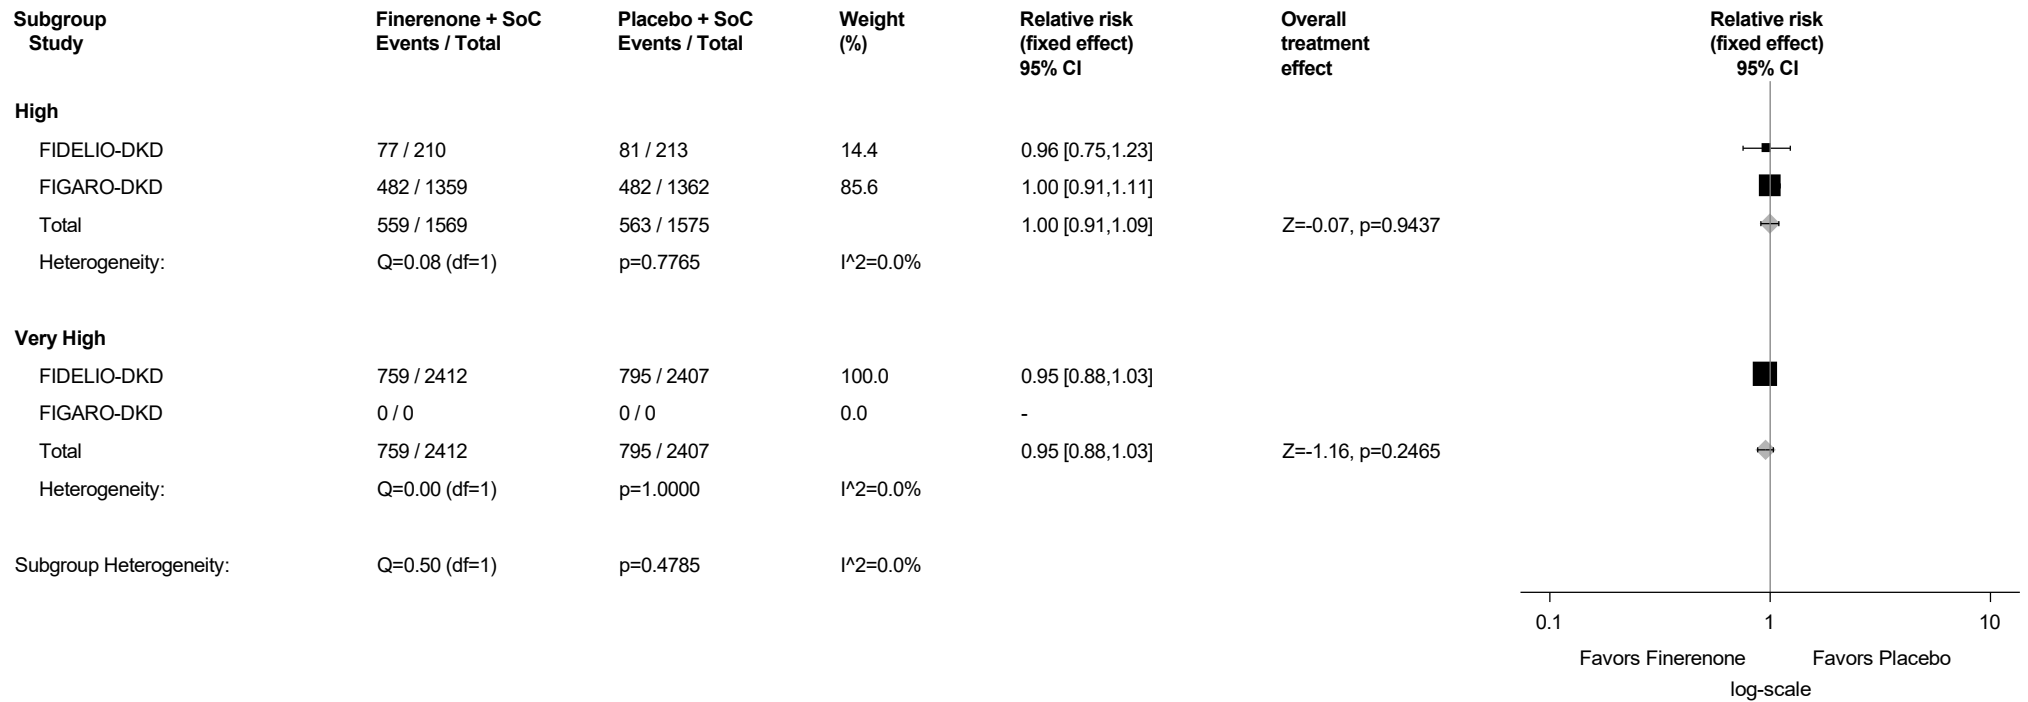 Subgroup Finerenone + SoC Placebo + SoC Weight Relative risk Overall Relative risk
Study Events / Total Events / Total (%) (fixed effect) treatment (fixed effect)
95% CI effect 95% CI
High
FIDELIO-DKD 77 / 210 81 / 213 14.4 0.96 [0.75,1.23]
FIGARO-DKD 482 / 1359 482 / 1362 85.6 1.00 [0.91,1.11]
Total 559 / 1569 563 / 1575 1.00 [0.91,1.09] Z=-0.07, p=0.9437
Heterogeneity: Q=0.08 (df=1) p=0.7765 I^2=0.0%
Very High
FIDELIO-DKD 759 / 2412 795 / 2407 100.0 0.95 [0.88,1.03]
FIGARO-DKD 0 / 0 0 / 0 0.0 -
Total 759 / 2412 795 / 2407 0.95 [0.88,1.03] Z=-1.16, p=0.2465
Heterogeneity: Q=0.00 (df=1) p=1.0000 I^2=0.0%
Subgroup Heterogeneity: Q=0.50 (df=1) p=0.4785 I^2=0.0%
0.1 1 10
Favors Finerenone Favors Placebo
log-scale